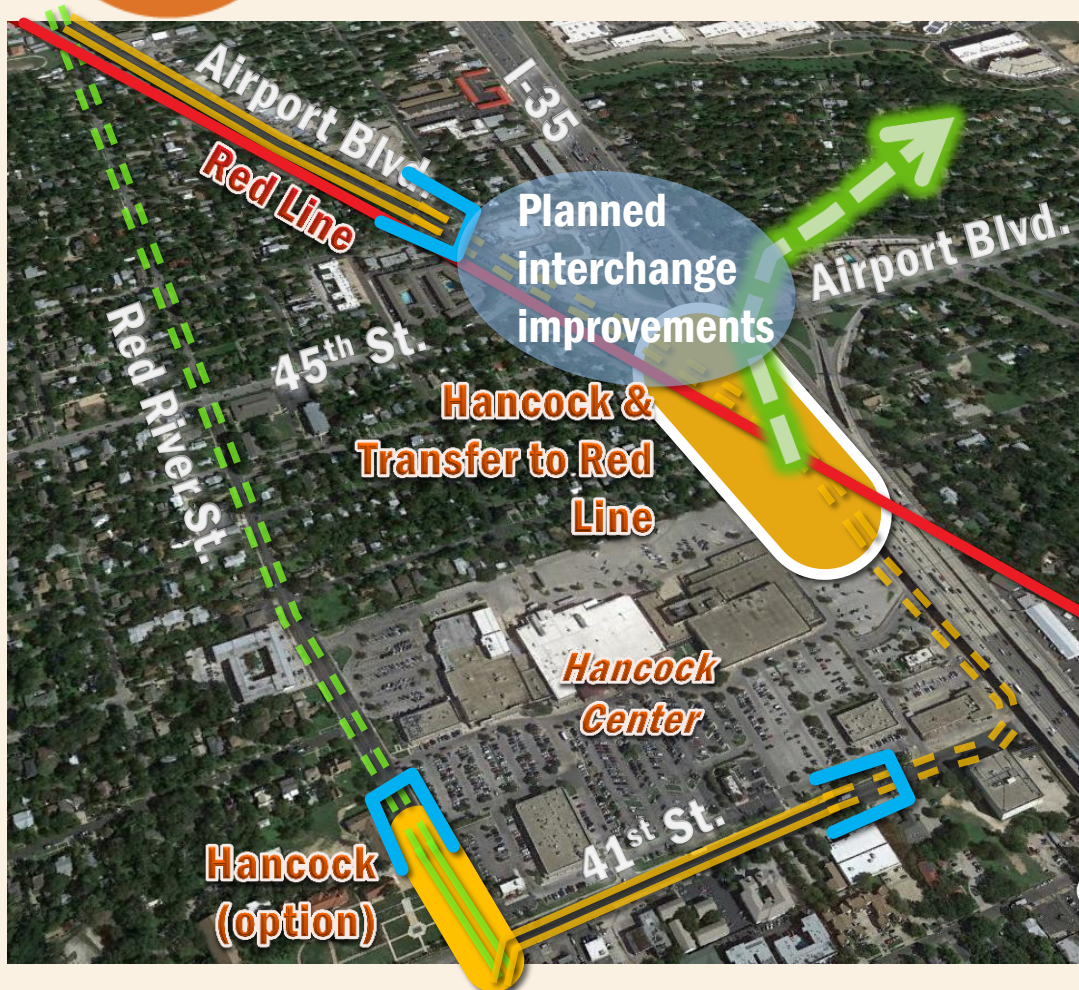 Airport Blvd.
I-35
Red Line
Planned
interchange
improvements
Airport Blvd.
Red River St.
45th St.
Hancock &
Transfer to Red
Line
Hancock
Center
41st St.
Hancock
(option)